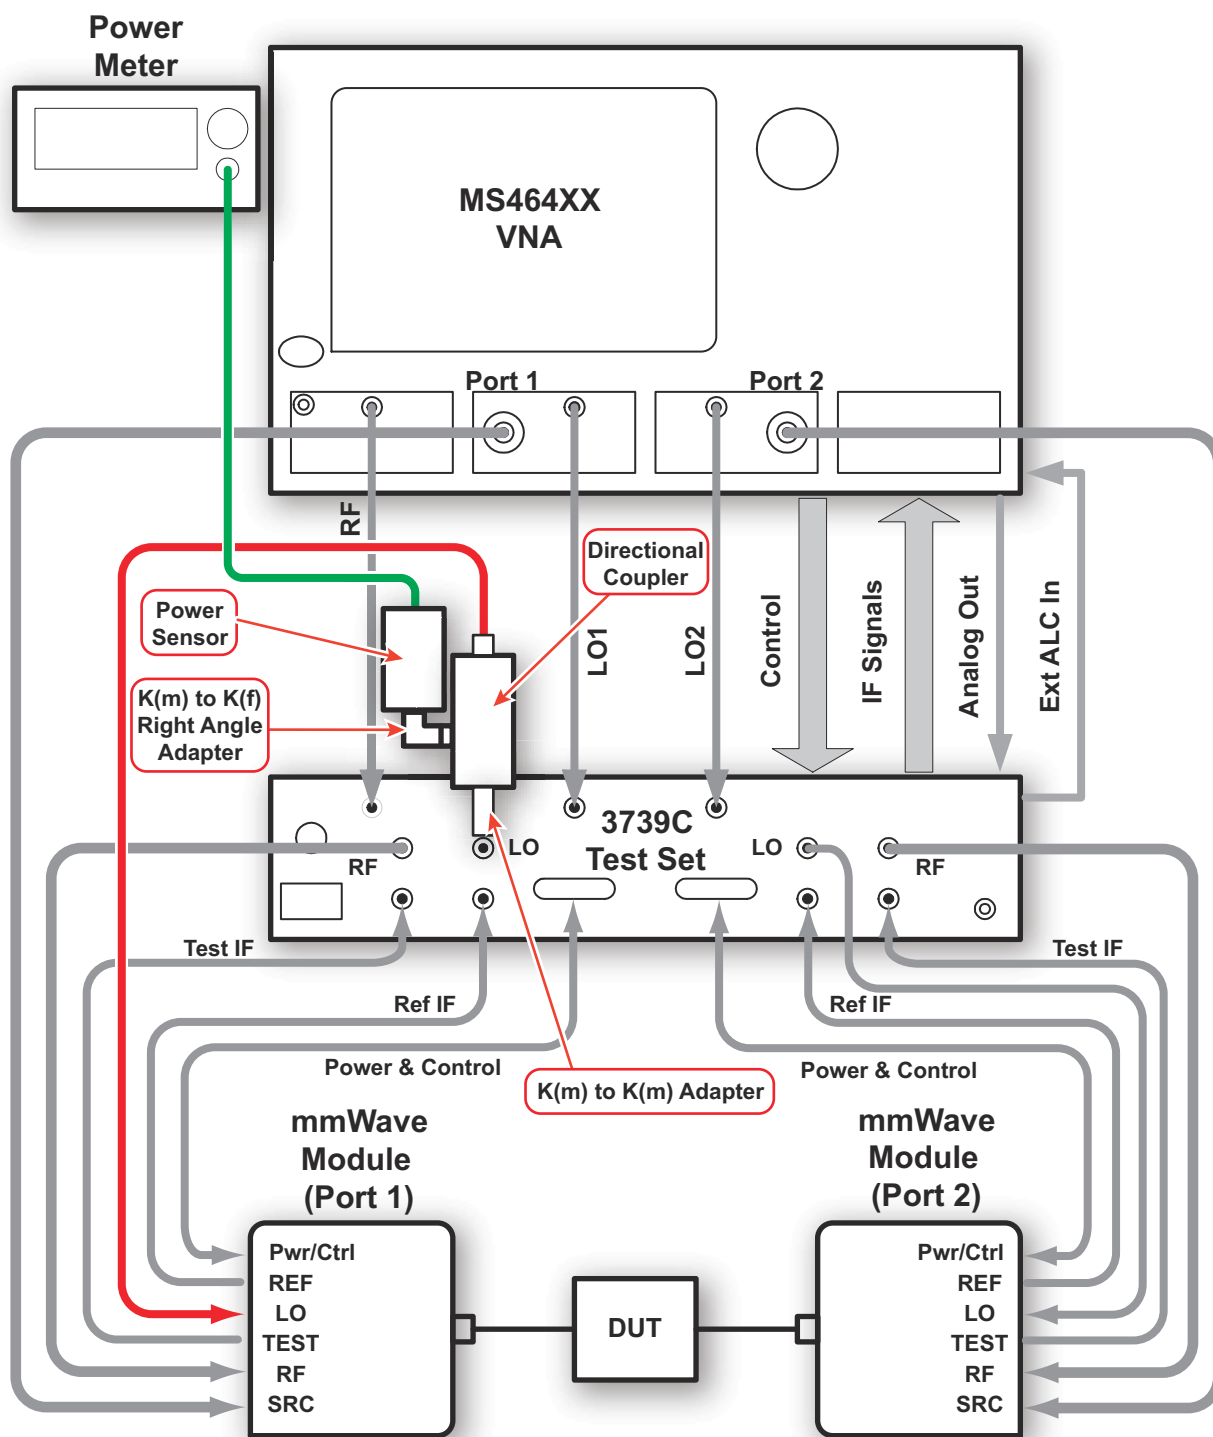 Power
Meter
MS464XX
VNA
Port 1
Port 2
RF
Directional
Coupler
Power
Sensor
LO1
LO2
Control
IF Signals
Analog Out
Ext ALC In
K(m) to K(f)
Right Angle
Adapter
3739C
Test Set
RF
LO
LO
RF
Test IF
Test IF
Ref IF
Ref IF
Power & Control
Power & Control
K(m) to K(m) Adapter
mmWave
Module
(Port 1)
mmWave
Module
(Port 2)
Pwr/Ctrl
REF
LO
TEST
RF
SRC
DUT
Pwr/Ctrl
REF
LO
TEST
RF
SRC